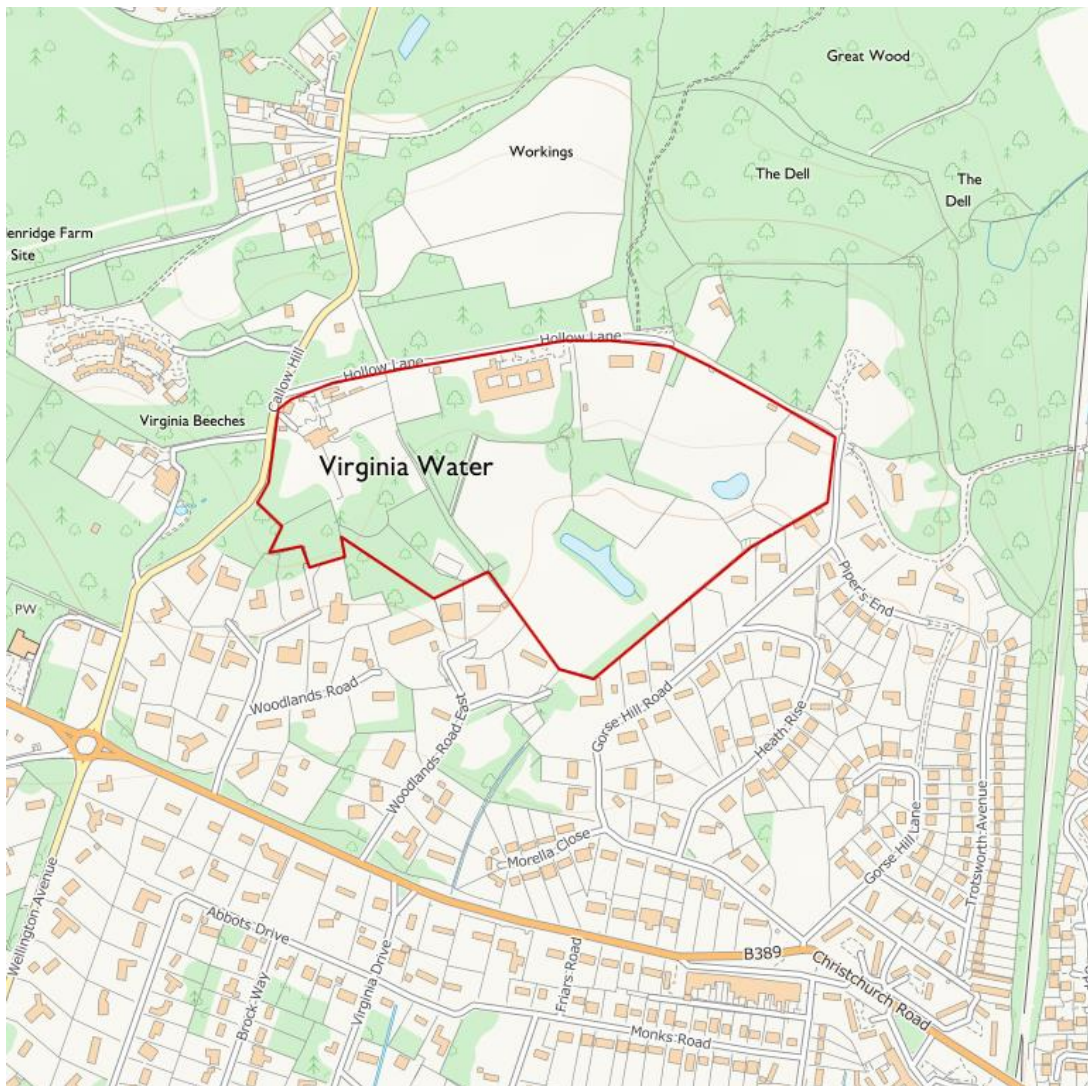 Great Wood
Workings
The Dell
The
Dell
enridge Farm
Site
Hollow Lane
Hollow Lane
Callow Hill
Virginia Beeches
Virginia Water
Piper's End
PW
Woodlands Road
Woodlands Road East
Gorse Hill Road
Heath Rise
Morella Close
Gorse Hill Lane
Trotsworth Avenue
Wellington Avenue
Abbots Drive
Brock Way
Virginia Drive
Friars Road
B389
Christchurch Road
Monks Road